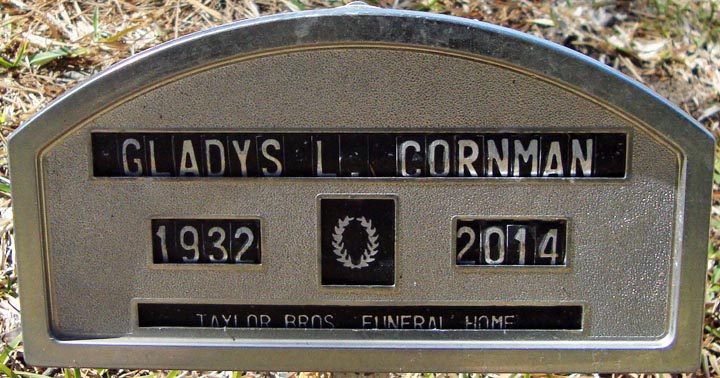 GLADYS L. CORNMAN
1932 2014
TAYLOR BROS. FUNERAL HOME